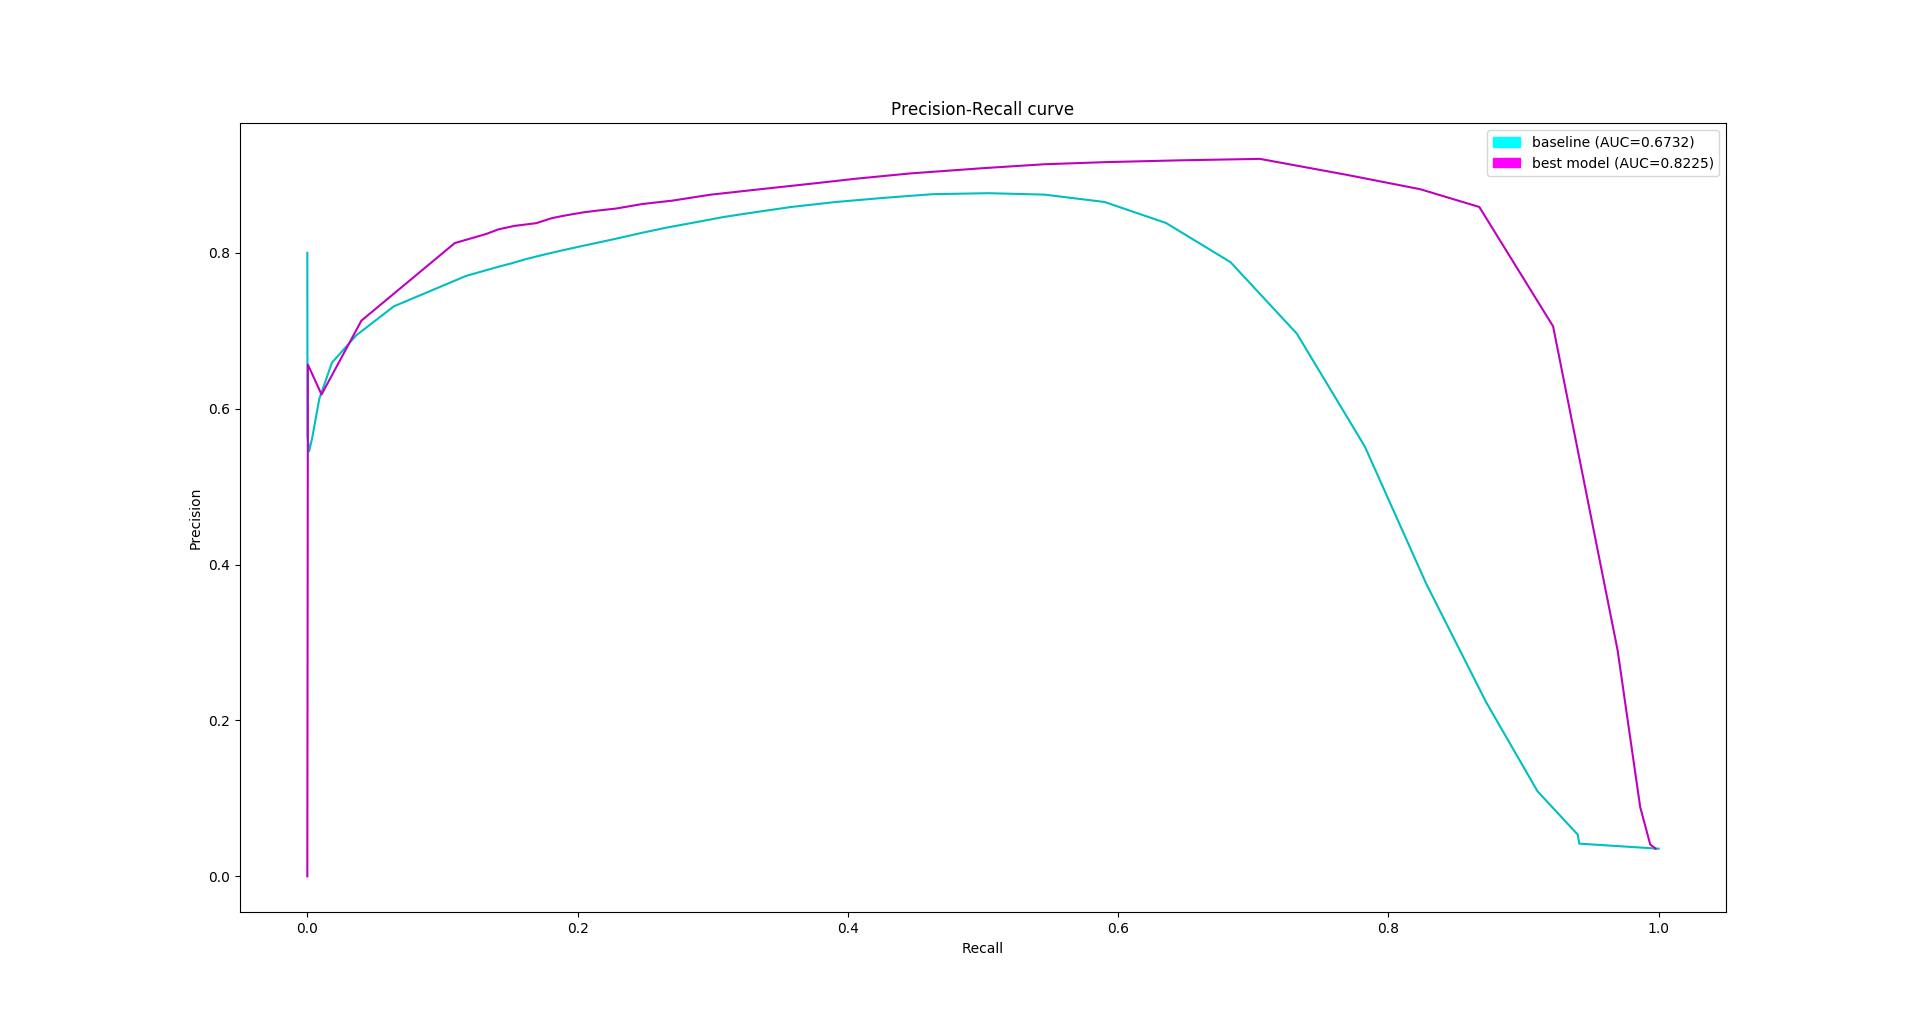 Precision-Recall curve
baseline (AUC=0.6732)
best model (AUC=0.8225)
0.8
0.6
0.4
0.2
0.0
Precision
0.0 0.2 0.4 0.6 0.8 1.0
Recall